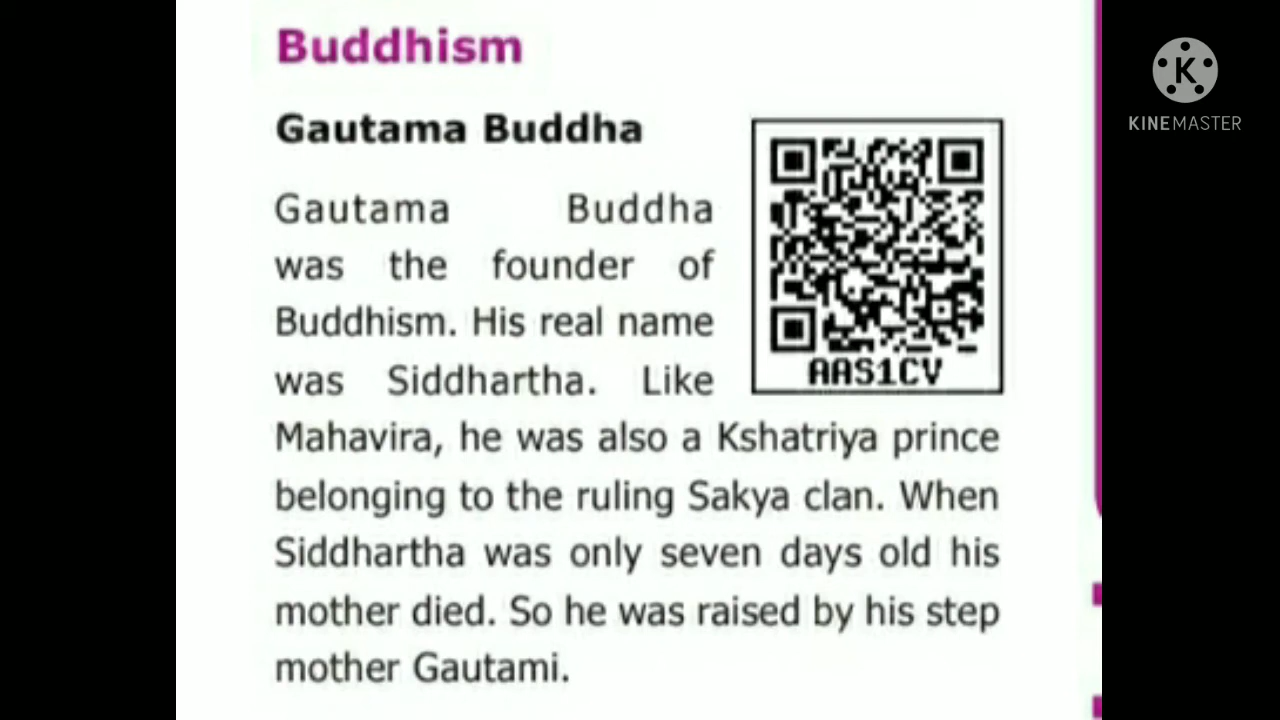 Buddhism
Gautama Buddha
Gautama Buddha
was the founder of
Buddhism. His real name
was Siddhartha. Like
Mahavira, he was also a Kshatriya prince
belonging to the ruling Sakya clan. When
Siddhartha was only seven days old his
mother died. So he was raised by his step
mother Gautami.
AAS1CV
K
KINEMASTER